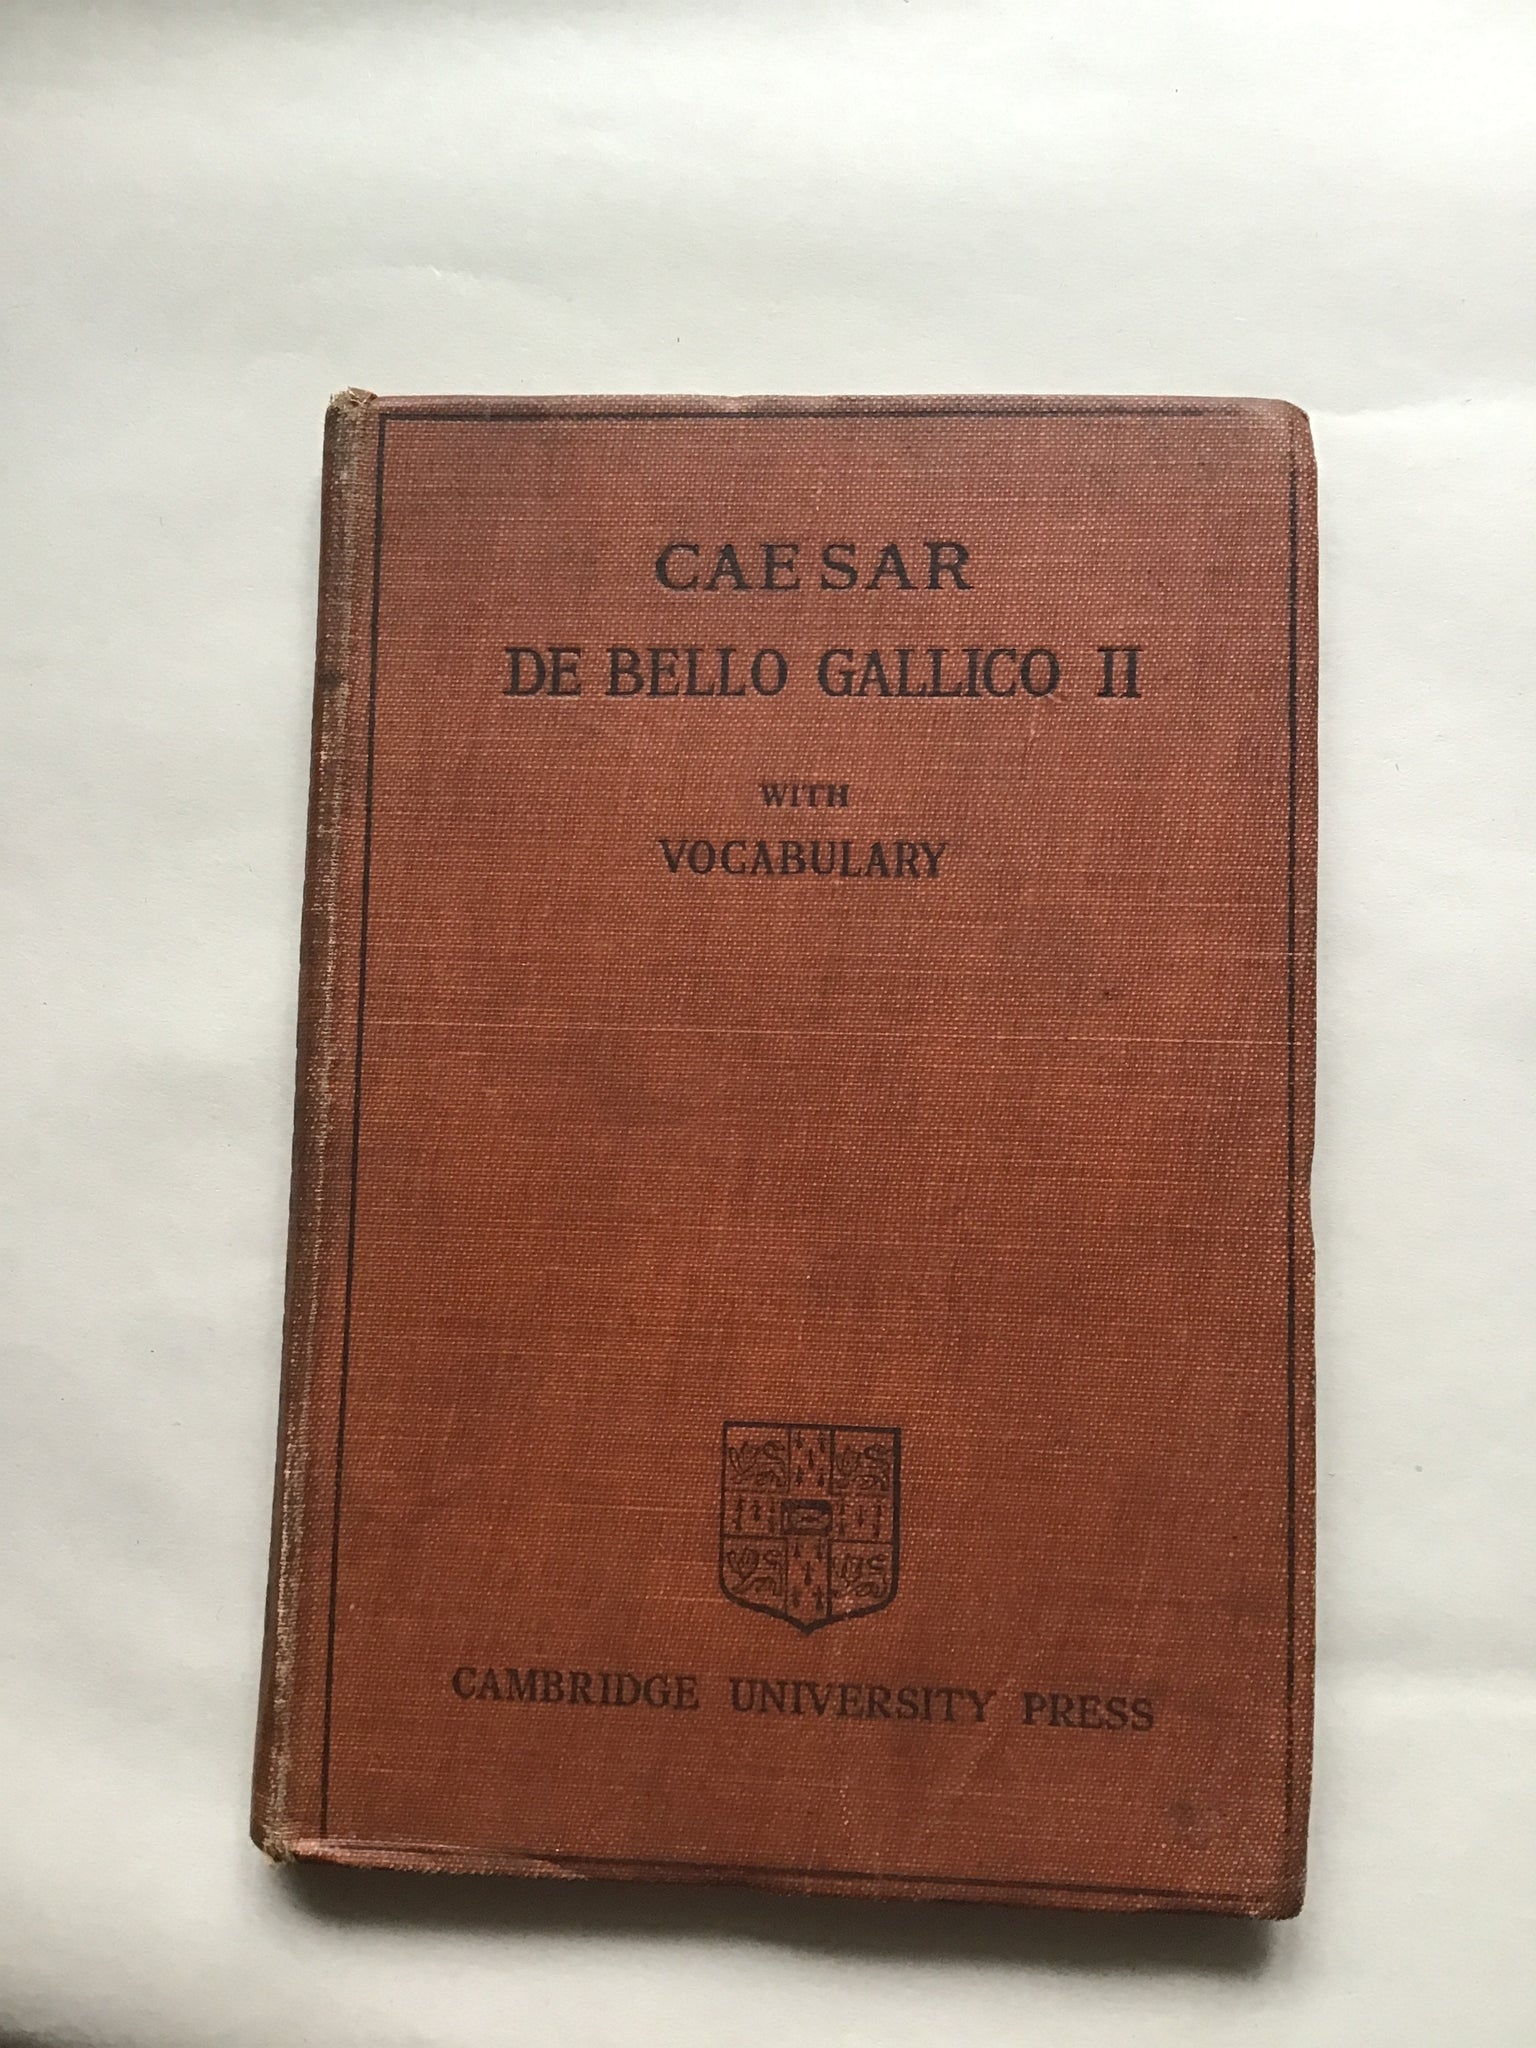 CAESAR
DE BELLO GALLICO II
WITH
VOCABULARY
CAMBRIDGE UNIVERSITY PRESS